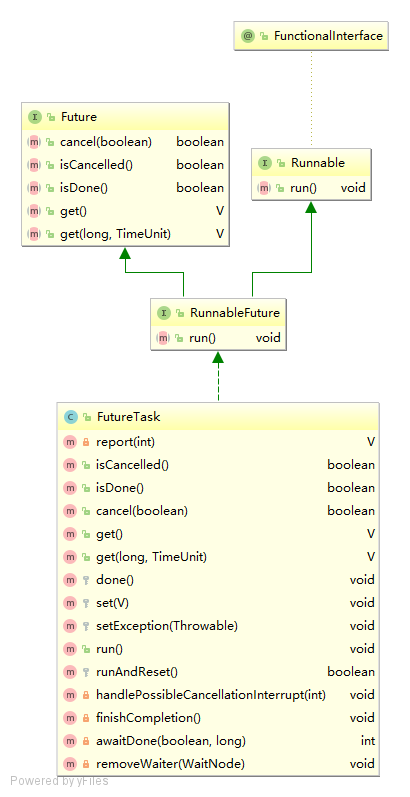 @ FunctionalInterface
I Future
m cancel(boolean) boolean
m isCancelled() boolean
m isDone() boolean
m get() V
m get(long, TimeUnit) V
I Runnable
m run() void
I RunnableFuture
m run() void
C FutureTask
m report(int) V
m isCancelled() boolean
m isDone() boolean
m cancel(boolean) boolean
m get() V
m get(long, TimeUnit) V
m done() void
m set(V) void
m setException(Throwable) void
m run() void
m runAndReset() boolean
m handlePossibleCancellationInterrupt(int) void
m finishCompletion() void
m awaitDone(boolean, long) int
m removeWaiter(WaitNode) void
Powered by yFiles